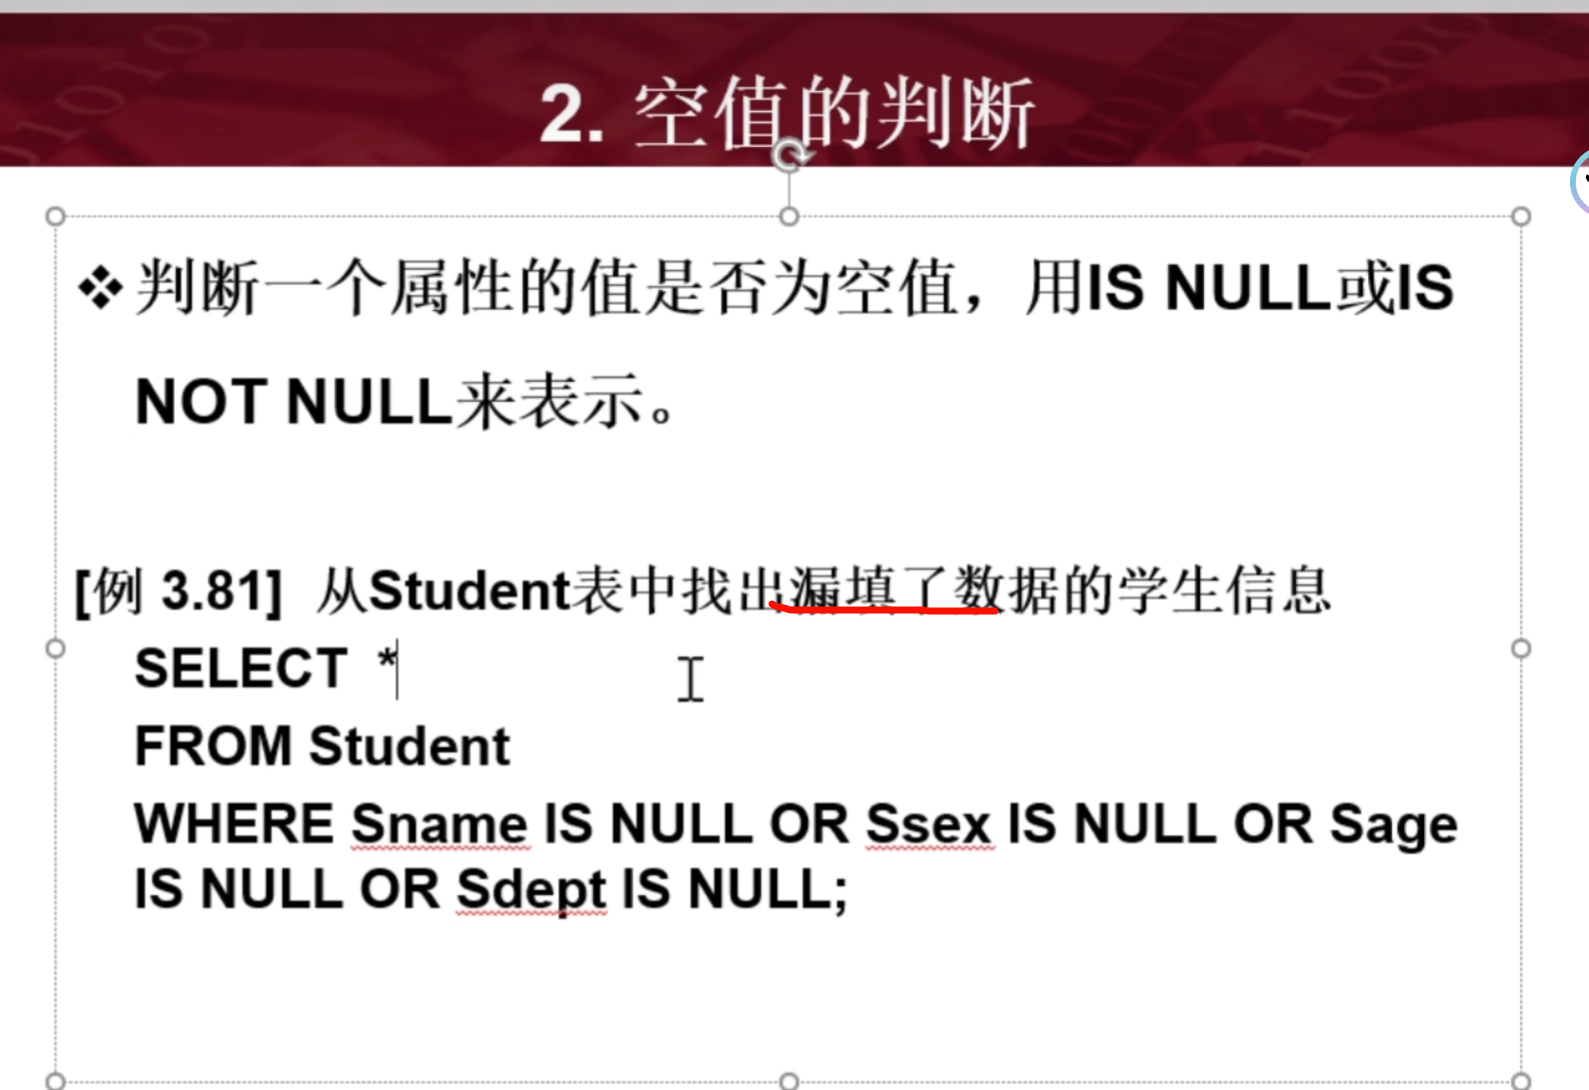 2. 空值的判断
❖判断一个属性的值是否为空值，用IS NULL或IS
NOT NULL来表示。
[例 3.81] 从Student表中找出漏填了数据的学生信息
SELECT *
FROM Student
WHERE Sname IS NULL OR Ssex IS NULL OR Sage
IS NULL OR Sdept IS NULL;